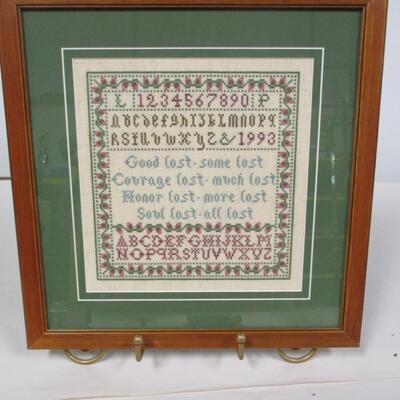 L 1234567890 P
abcdefghijklmnopq
rstuvwxyz & 1993
Good lost - some lost
Courage lost - much lost
Honor lost - more lost
Soul lost - all lost
ABCDEFGHIJKLM
NOPQRSTUVWXYZ